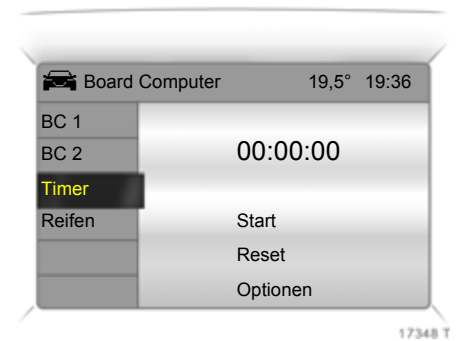 Board Computer 19,5° 19:36
BC 1
BC 2
00:00:00
Timer
Reifen
Start
Reset
Optionen
17348 T